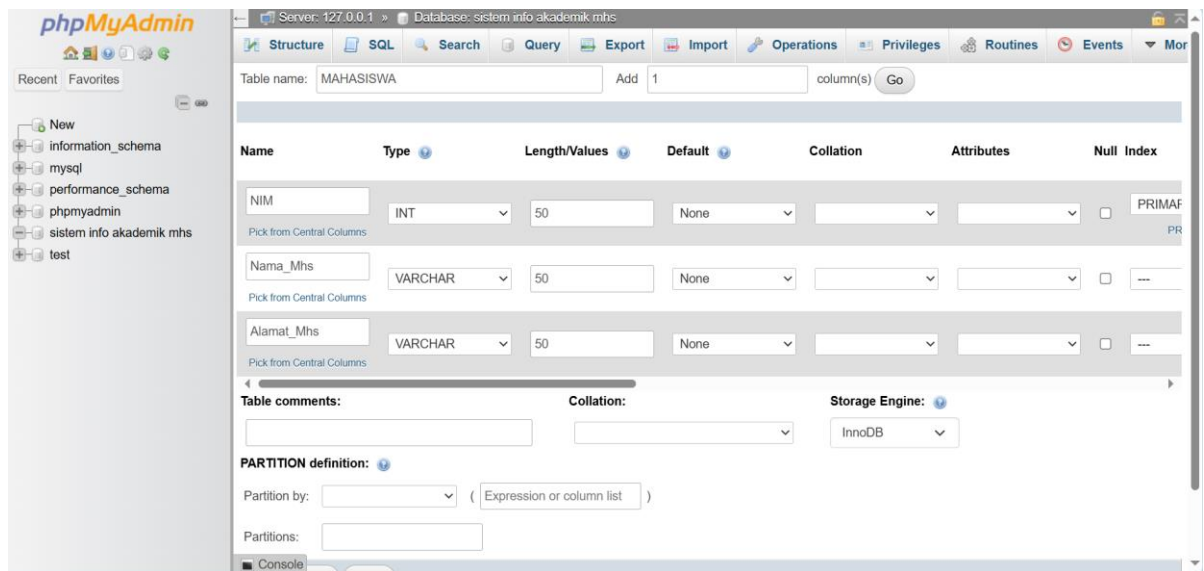 phpMyAdmin
Recent Favorites
New
information_schema
mysql
performance_schema
phpmyadmin
sistem info akademik mhs
test
Server: 127.0.0.1 » Database: sistem info akademik mhs
Structure SQL Search Query Export Import Operations Privileges Routines Events Mor
Table name: MAHASISWA Add 1 column(s) Go
Name Type Length/Values Default Collation Attributes Null Index
NIM INT 50 None PRIMAR
Pick from Central Columns PR
Nama_Mhs VARCHAR 50 None ---
Pick from Central Columns
Alamat_Mhs VARCHAR 50 None ---
Pick from Central Columns
Table comments: Collation: Storage Engine:
InnoDB
PARTITION definition:
Partition by: ( Expression or column list )
Partitions:
Console